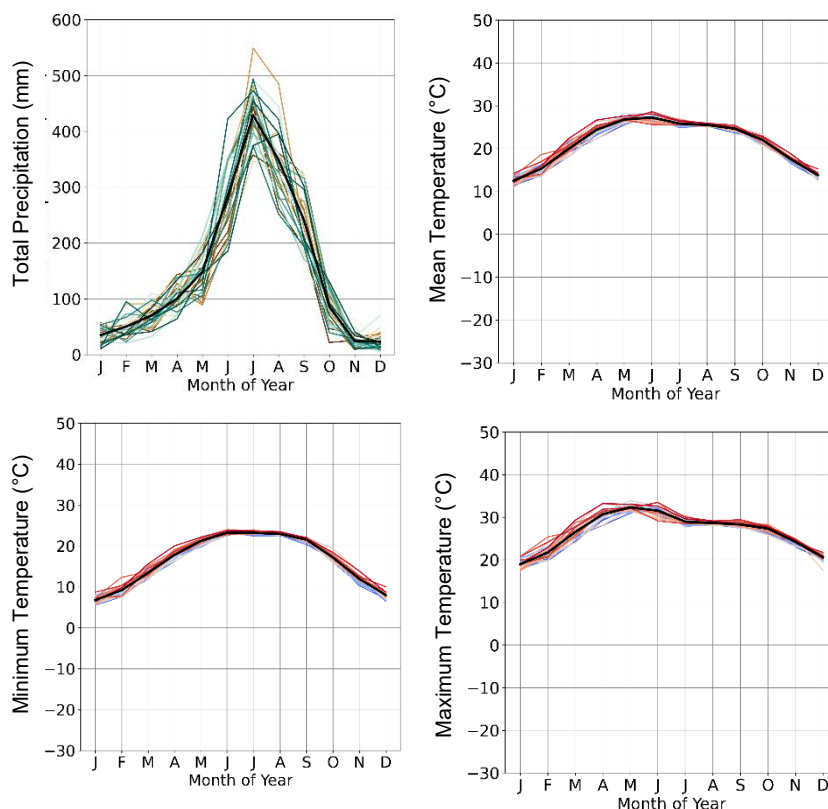 Total Precipitation (mm)
600
500
400
300
200
100
0
J F M A M J J A S O N D
Month of Year
Mean Temperature (°C)
50
40
30
20
10
0
−10
−20
−30
J F M A M J J A S O N D
Month of Year
Minimum Temperature (°C)
50
40
30
20
10
0
−10
−20
−30
J F M A M J J A S O N D
Month of Year
Maximum Temperature (°C)
50
40
30
20
10
0
−10
−20
−30
J F M A M J J A S O N D
Month of Year